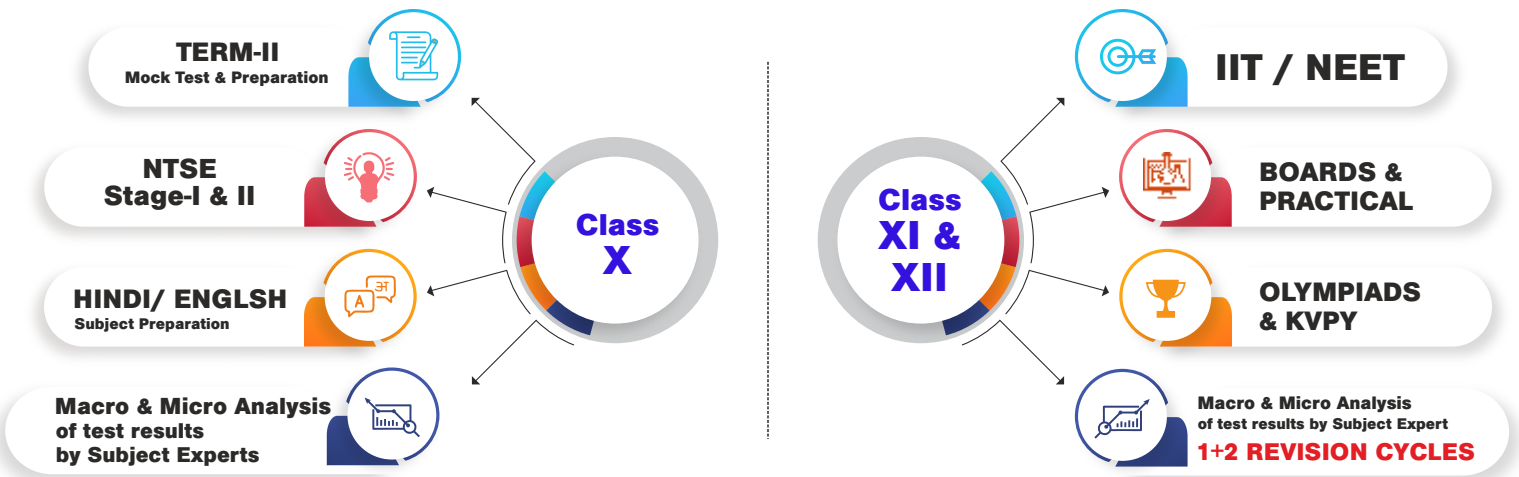 TERM-II
Mock Test & Preparation
NTSE
Stage-I & II
HINDI/ ENGLSH
Subject Preparation
Macro & Micro Analysis
of test results
by Subject Experts
Class
X
A
अ
Class
XI &
XII
IIT / NEET
BOARDS &
PRACTICAL
OLYMPIADS
& KVPY
Macro & Micro Analysis
of test results by Subject Expert
1+2 REVISION CYCLES